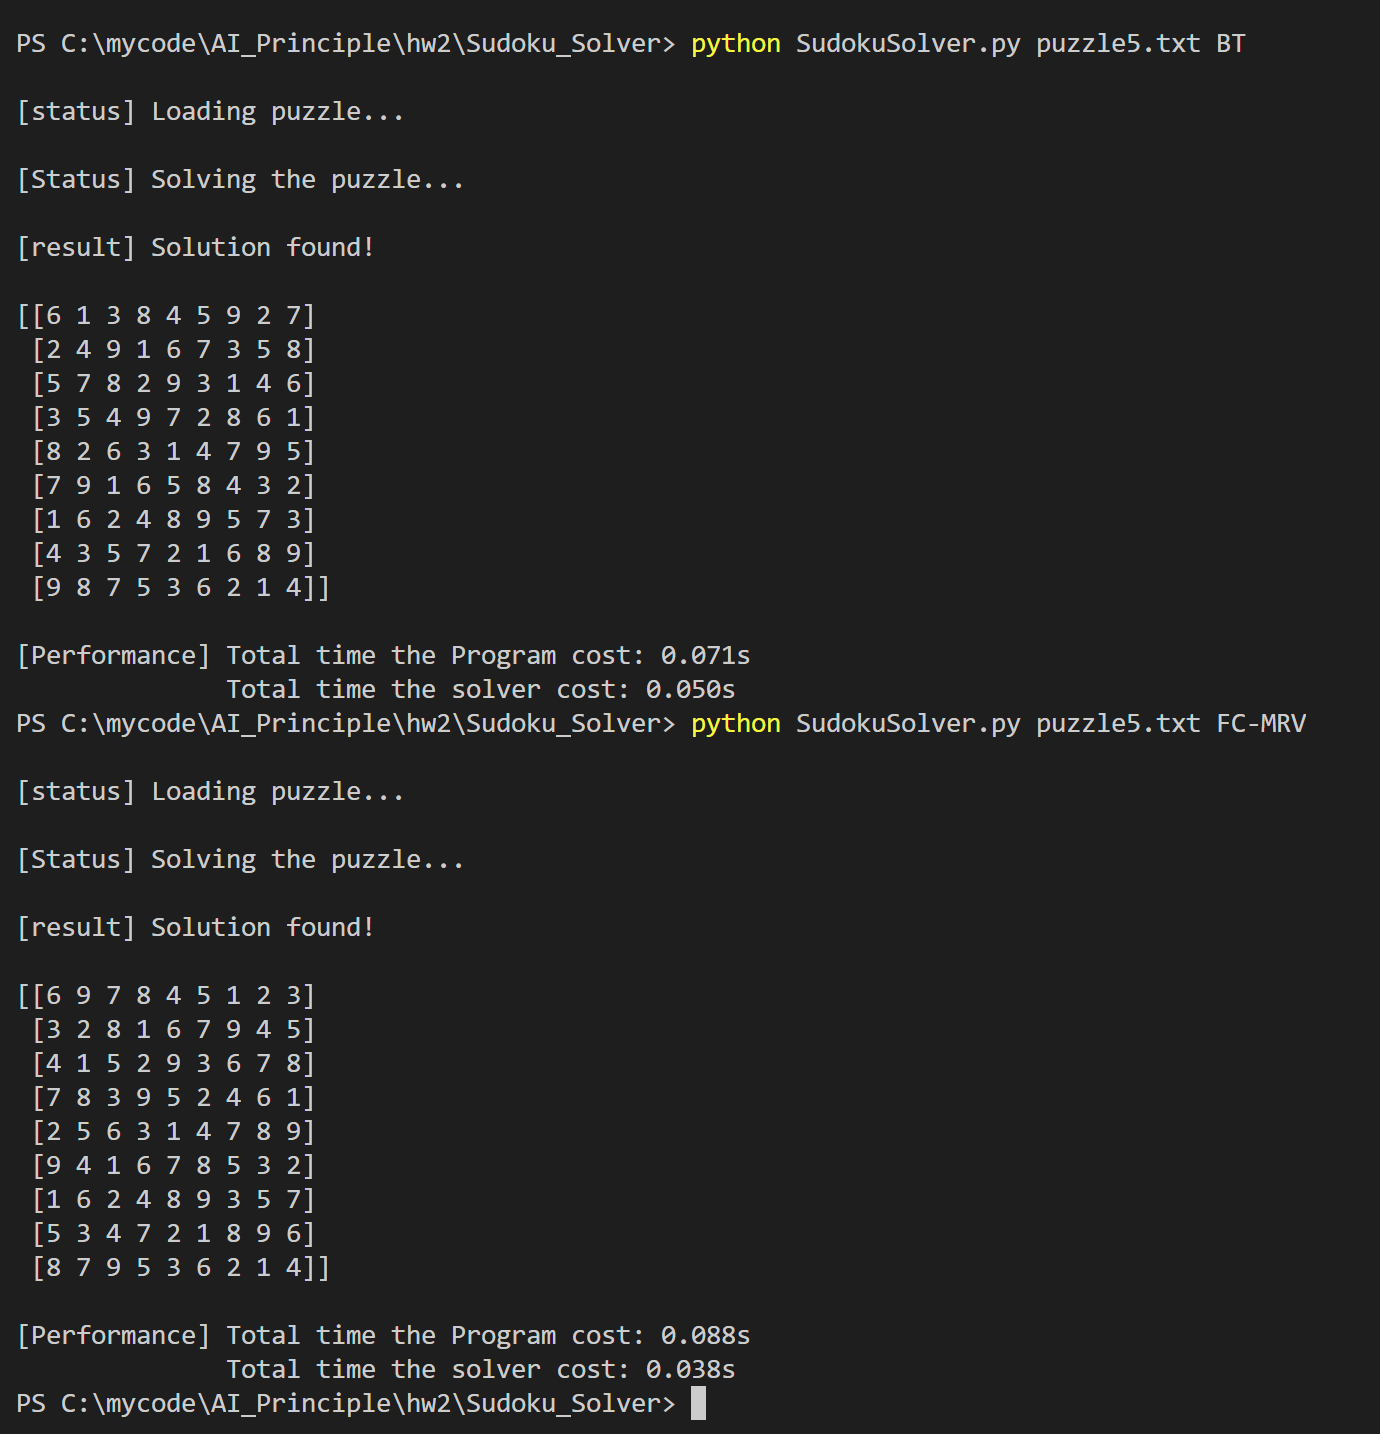 PS C:\mycode\AI_Principle\hw2\Sudoku_Solver> python SudokuSolver.py puzzle5.txt BT
[status] Loading puzzle...
[Status] Solving the puzzle...
[result] Solution found!
[[6 1 3 8 4 5 9 2 7]
[2 4 9 1 6 7 3 5 8]
[5 7 8 2 9 3 1 4 6]
[3 5 4 9 7 2 8 6 1]
[8 2 6 3 1 4 7 9 5]
[7 9 1 6 5 8 4 3 2]
[1 6 2 4 8 9 5 7 3]
[4 3 5 7 2 1 6 8 9]
[9 8 7 5 3 6 2 1 4]]
[Performance] Total time the Program cost: 0.071s
Total time the solver cost: 0.050s
PS C:\mycode\AI_Principle\hw2\Sudoku_Solver> python SudokuSolver.py puzzle5.txt FC-MRV
[status] Loading puzzle...
[Status] Solving the puzzle...
[result] Solution found!
[[6 9 7 8 4 5 1 2 3]
[3 2 8 1 6 7 9 4 5]
[4 1 5 2 9 3 6 7 8]
[7 8 3 9 5 2 4 6 1]
[2 5 6 3 1 4 7 8 9]
[9 4 1 6 7 8 5 3 2]
[1 6 2 4 8 9 3 5 7]
[5 3 4 7 2 1 8 9 6]
[8 7 9 5 3 6 2 1 4]]
[Performance] Total time the Program cost: 0.088s
Total time the solver cost: 0.038s
PS C:\mycode\AI_Principle\hw2\Sudoku_Solver>